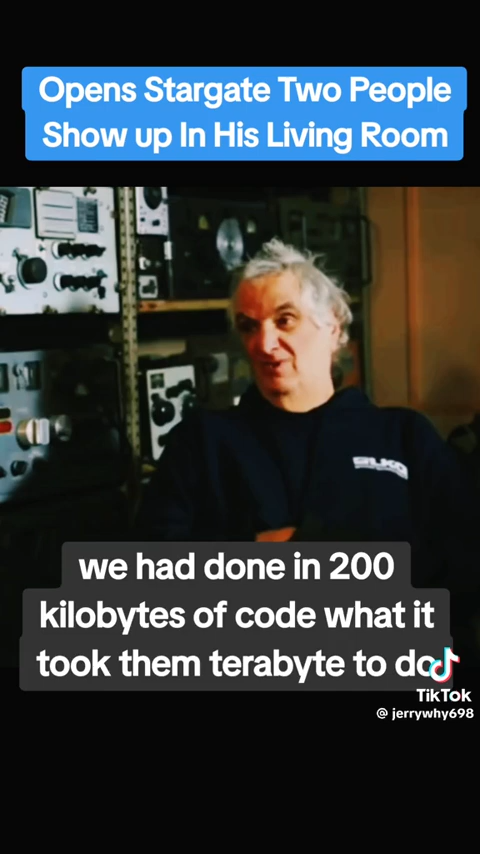 Opens Stargate Two People
Show up In His Living Room
we had done in 200
kilobytes of code what it
took them terabyte to do
TikTok
@ jerrywhy698